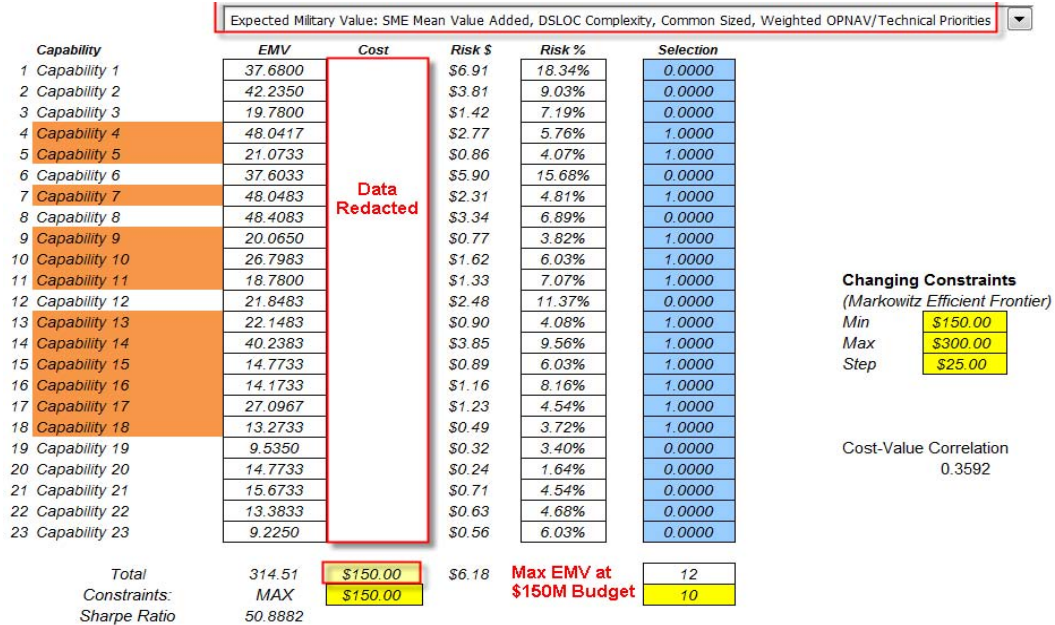 Expected Military Value: SME Mean Value Added, DSLOC Complexity, Common Sized, Weighted OPNAV/Technical Priorities
Capability EMV Cost Risk $ Risk % Selection
1 Capability 1 37.6800 $6.91 18.34% 0.0000
2 Capability 2 42.2350 $3.81 9.03% 0.0000
3 Capability 3 19.7800 $1.42 7.19% 0.0000
4 Capability 4 48.0417 $2.77 5.76% 1.0000
5 Capability 5 21.0733 $0.86 4.07% 1.0000
6 Capability 6 37.6033 $5.90 15.68% 0.0000
7 Capability 7 48.0483 $2.31 4.81% 1.0000
8 Capability 8 48.4083 $3.34 6.89% 0.0000
9 Capability 9 20.0650 $0.77 3.82% 1.0000
10 Capability 10 26.7983 $1.62 6.03% 1.0000
11 Capability 11 18.7800 $1.33 7.07% 1.0000
12 Capability 12 21.8483 $2.48 11.37% 0.0000
13 Capability 13 22.1483 $0.90 4.08% 1.0000
14 Capability 14 40.2383 $3.85 9.56% 1.0000
15 Capability 15 14.7733 $0.89 6.03% 1.0000
16 Capability 16 14.1733 $1.16 8.16% 1.0000
17 Capability 17 27.0967 $1.23 4.54% 1.0000
18 Capability 18 13.2733 $0.49 3.72% 1.0000
19 Capability 19 9.5350 $0.32 3.40% 0.0000
20 Capability 20 14.7733 $0.24 1.64% 0.0000
21 Capability 21 15.6733 $0.71 4.54% 0.0000
22 Capability 22 13.3833 $0.63 4.68% 0.0000
23 Capability 23 9.2250 $0.56 6.03% 0.0000
Data
Redacted
Total 314.51 $150.00 $6.18 Max EMV at 12
Constraints: MAX $150.00 $150M Budget 10
Sharpe Ratio 50.8882
Changing Constraints
(Markowitz Efficient Frontier)
Min $150.00
Max $300.00
Step $25.00
Cost-Value Correlation
0.3592